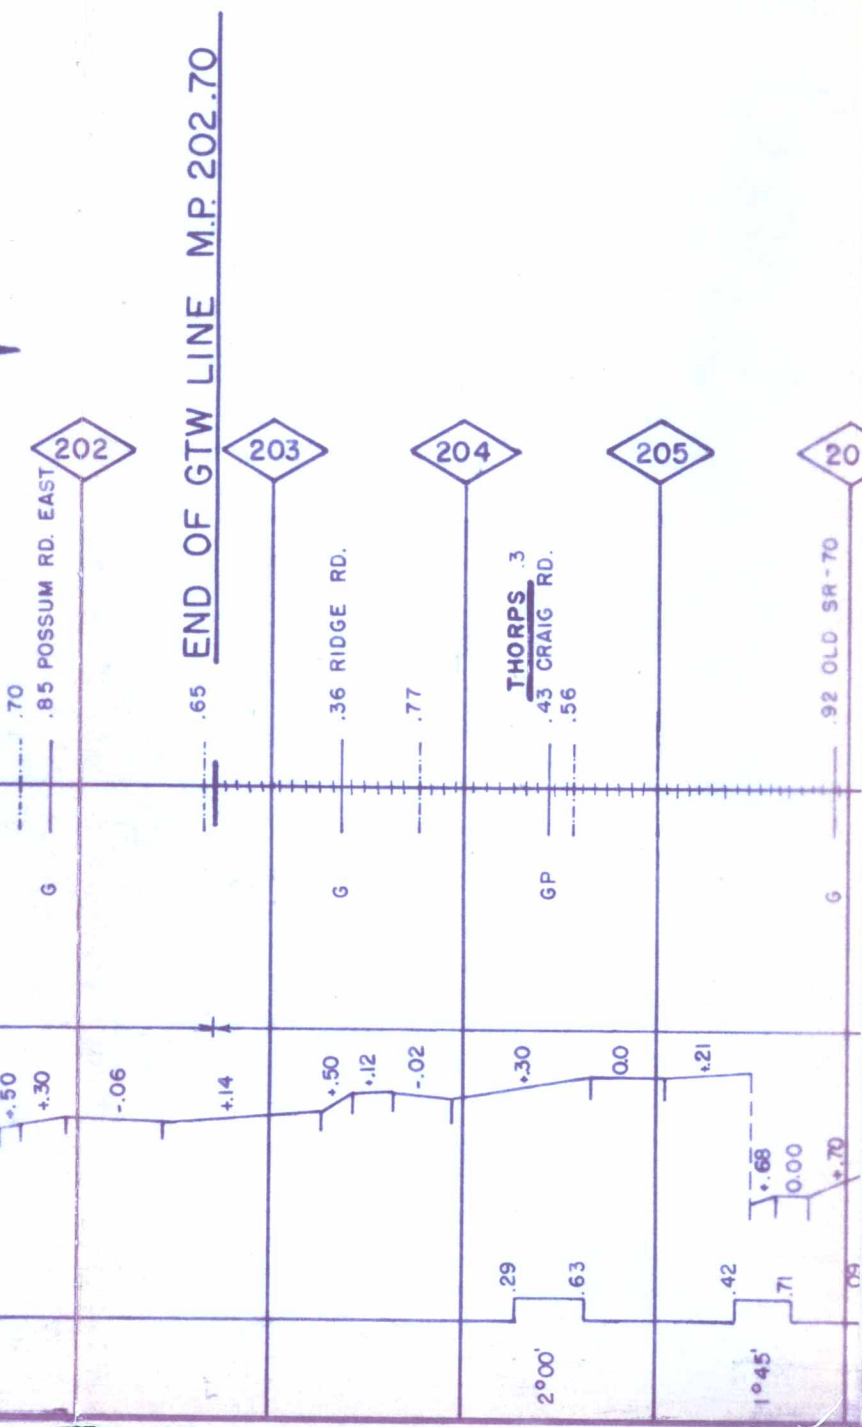 END OF GTW LINE M.P. 202.70
202
203
204
205
20
.70
.85 POSSUM RD. EAST
.65
.36 RIDGE RD.
.77
THORPS .3
.43 CRAIG RD.
.56
.92 OLD SR-70
G
G
GP
G
+.50
+.30
-.06
+.14
+.50
+.12
-.02
+.30
0.0
+.21
+.68
0.00
+.70
.29
.63
2°00'
.42
.71
1°45'
.09